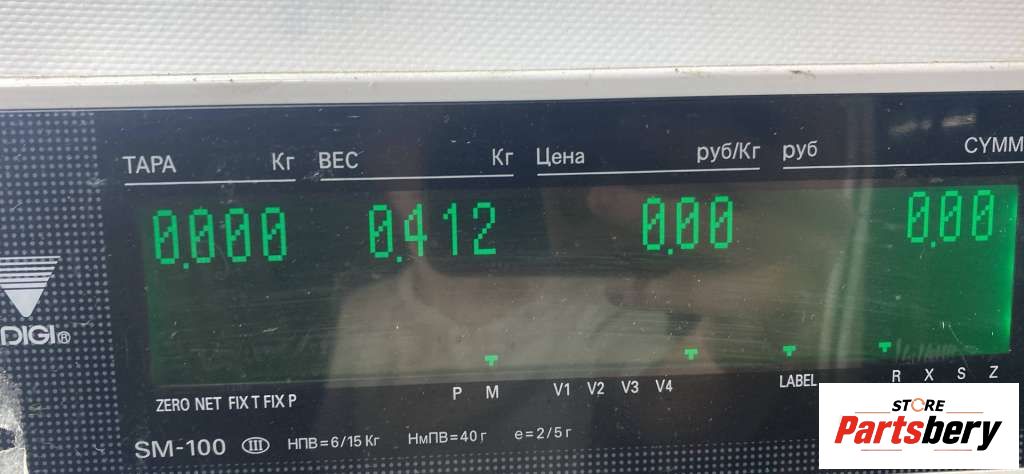 ТАРА Кг ВЕС Кг Цена руб/Кг руб СУММ
0.000 0.412 0.00 0.00
DIGI®
P M V1 V2 V3 V4 LABEL R X S Z
ZERO NET FIX T FIX P
SM-100 III НПВ=6/15 Кг НмПВ=40 г e=2/5 г
STORE
Partsbery